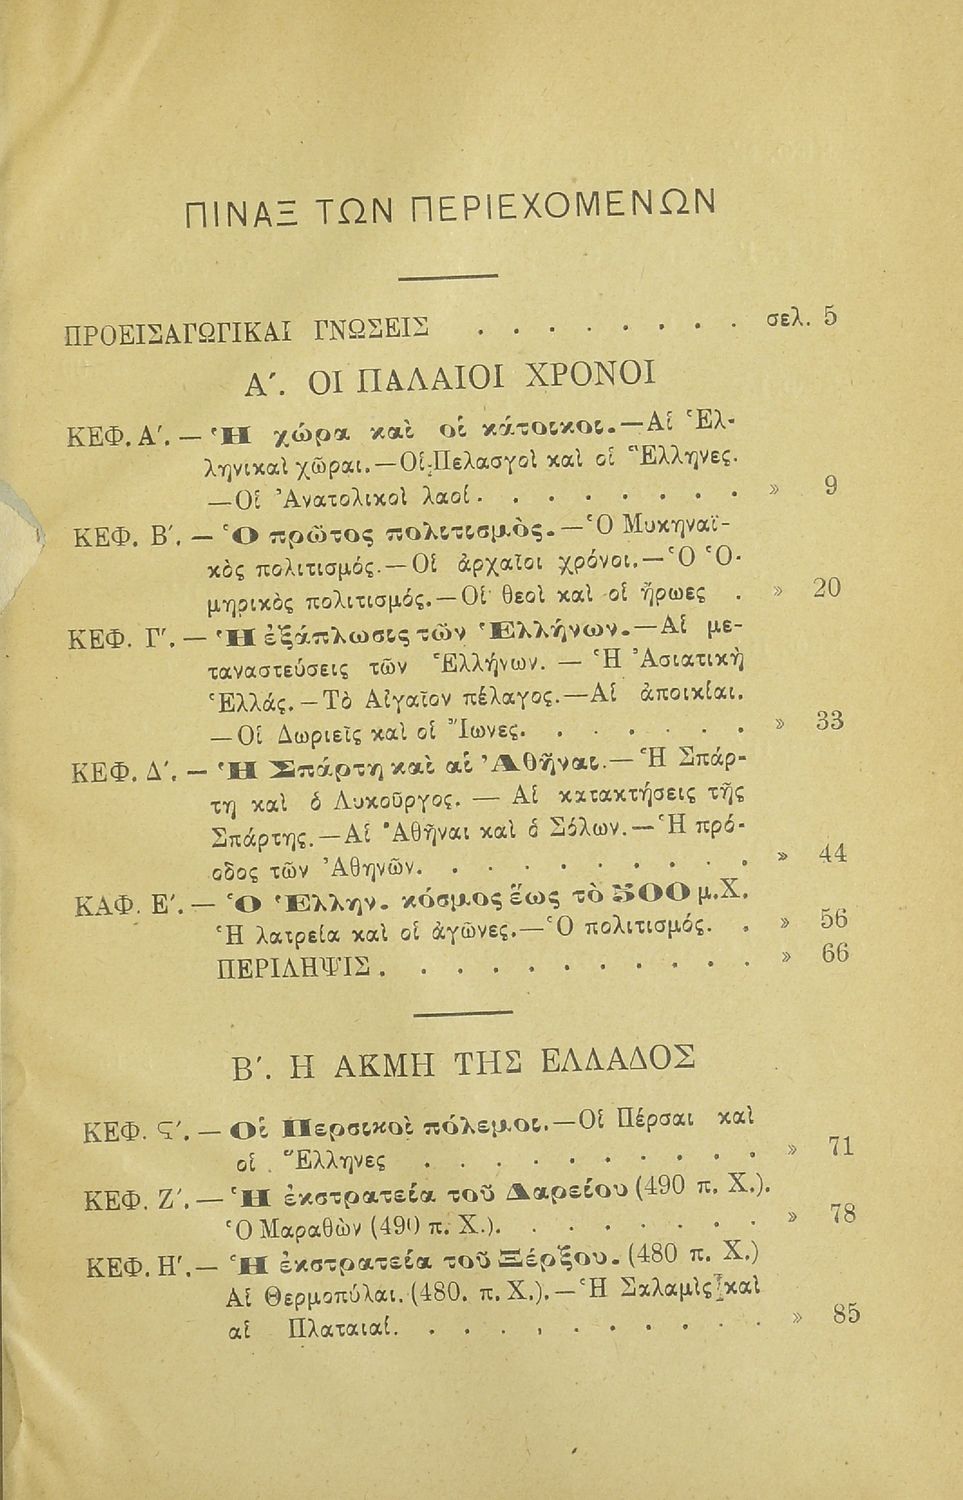 ΠΙΝΑΞ ΤΩΝ ΠΕΡΙΕΧΟΜΕΝΩΝ
ΠΡΟΕΙΣΑΓΩΓΙΚΑΙ ΓΝΩΣΕΙΣ . . . . . . . . σελ. 5
Α΄. ΟΙ ΠΑΛΑΙΟΙ ΧΡΟΝΟΙ
ΚΕΦ. Α΄. — Ἡ χώρα καὶ οἱ κάτοικοι.—Αἱ Ἑλ-
ληνικαὶ χῶραι.—Οἱ Πελασγοὶ καὶ οἱ Ἕλληνες.
—Οἱ Ἀνατολικοὶ λαοί. . . . . . . . » 9
ΚΕΦ. Β΄. — Ὁ πρῶτος πολιτισμὸς.—Ὁ Μυκηναϊ-
κὸς πολιτισμός.—Οἱ ἀρχαῖοι χρόνοι.—Ὁ Ὁ-
μηρικὸς πολιτισμός.—Οἱ θεοὶ καὶ οἱ ἥρωες . » 20
ΚΕΦ. Γ΄. — Ἡ ἐξάπλωσις τῶν Ἑλλήνων.—Αἱ με-
ταναστεύσεις τῶν Ἑλλήνων. — Ἡ Ἀσιατικὴ
Ἑλλάς.—Τὸ Αἰγαῖον πέλαγος.—Αἱ ἀποικίαι.
—Οἱ Δωριεῖς καὶ οἱ Ἴωνες. . . . . . . » 33
ΚΕΦ. Δ΄. — Ἡ Σπάρτη καὶ αἱ Ἀθῆναι.—Ἡ Σπάρ-
τη καὶ ὁ Λυκοῦργος. — Αἱ κατακτήσεις τῆς
Σπάρτης.—Αἱ Ἀθῆναι καὶ ὁ Σόλων.—Ἡ πρό-
οδος τῶν Ἀθηνῶν. . . . . . . . . . » 44
ΚΑΦ. Ε΄. — Ὁ Ἑλλην. κόσμος ἕως τὸ 500 μ.Χ.
Ἡ λατρεία καὶ οἱ ἀγῶνες.—Ὁ πολιτισμός. . » 56
ΠΕΡΙΛΗΨΙΣ . . . . . . . . . . . » 66
Β΄. Η ΑΚΜΗ ΤΗΣ ΕΛΛΑΔΟΣ
ΚΕΦ. Ϛ΄. — Οἱ Περσικοὶ πόλεμοι.—Οἱ Πέρσαι καὶ
οἱ Ἕλληνες . . . . . . . . . . » 71
ΚΕΦ. Ζ΄. — Ἡ ἐκστρατεία τοῦ Δαρείου (490 π. Χ.).
Ὁ Μαραθὼν (490 π. Χ.). . . . . . . . » 78
ΚΕΦ. Η΄.— Ἡ ἐκστρατεία τοῦ Ξέρξου. (480 π. Χ.)
Αἱ Θερμοπύλαι. (480. π. Χ.).—Ἡ Σαλαμὶς καὶ
αἱ Πλαταιαί. . . . . . . . . . . » 85